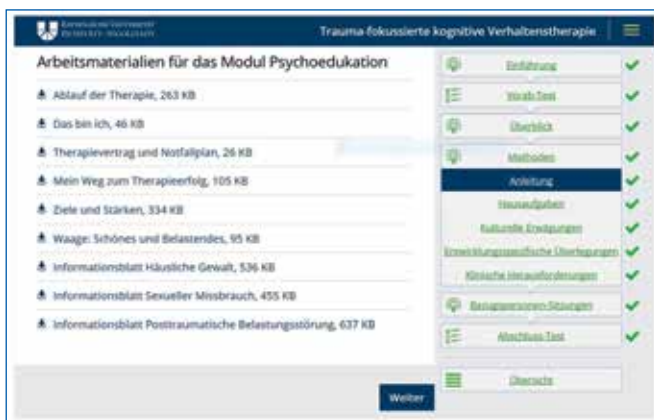 Trauma-fokussierte kognitive Verhaltenstherapie
Arbeitsmaterialien für das Modul Psychoedukation
Ablauf der Therapie, 263 KB
Das bin ich, 46 KB
Therapievertrag und Notfallplan, 26 KB
Mein Weg zum Therapieerfolg, 105 KB
Ziele und Stärken, 334 KB
Waage: Schönes und Belastendes, 95 KB
Informationsblatt Häusliche Gewalt, 536 KB
Informationsblatt Sexueller Missbrauch, 455 KB
Informationsblatt Posttraumatische Belastungsstörung, 637 KB
Einführung
Vorab-Test
Überblick
Methoden
Anleitung
Hausaufgaben
Kulturelle Erwägungen
Entwicklungsspezifische Überlegungen
Klinische Herausforderungen
Bezugspersonen-Sitzungen
Abschluss-Test
Übersicht
Weiter